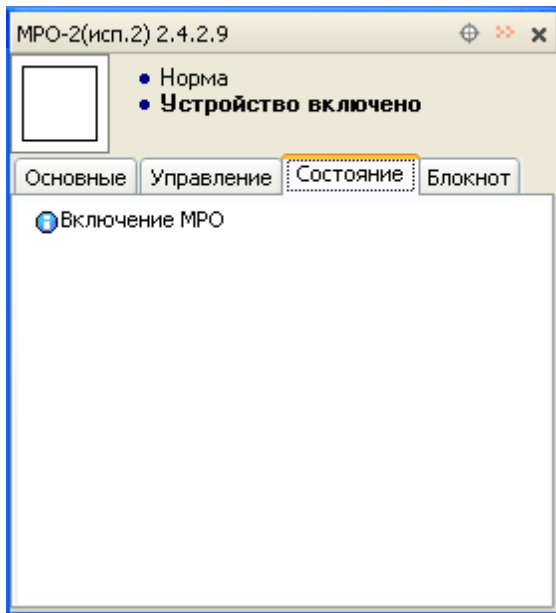 МРО-2(исп.2) 2.4.2.9
Норма
Устройство включено
Основные Управление Состояние Блокнот
Включение МРО